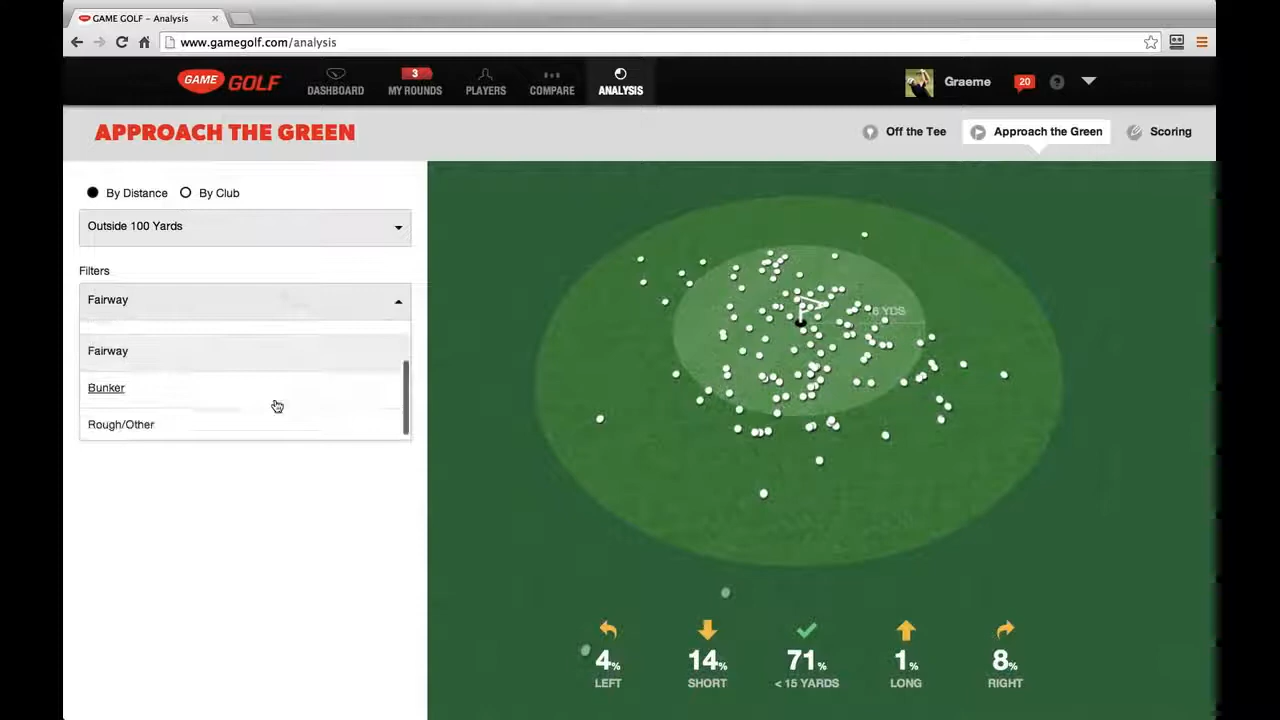 GAME GOLF – Analysis
www.gamegolf.com/analysis
GAME GOLF
DASHBOARD
3
MY ROUNDS
PLAYERS
COMPARE
ANALYSIS
Graeme
20
?
APPROACH THE GREEN
Off the Tee
Approach the Green
Scoring
By Distance
By Club
Outside 100 Yards
Filters
Fairway
Fairway
Bunker
Rough/Other
YDS
4%
LEFT
14%
SHORT
71%
< 15 YARDS
1%
LONG
8%
RIGHT